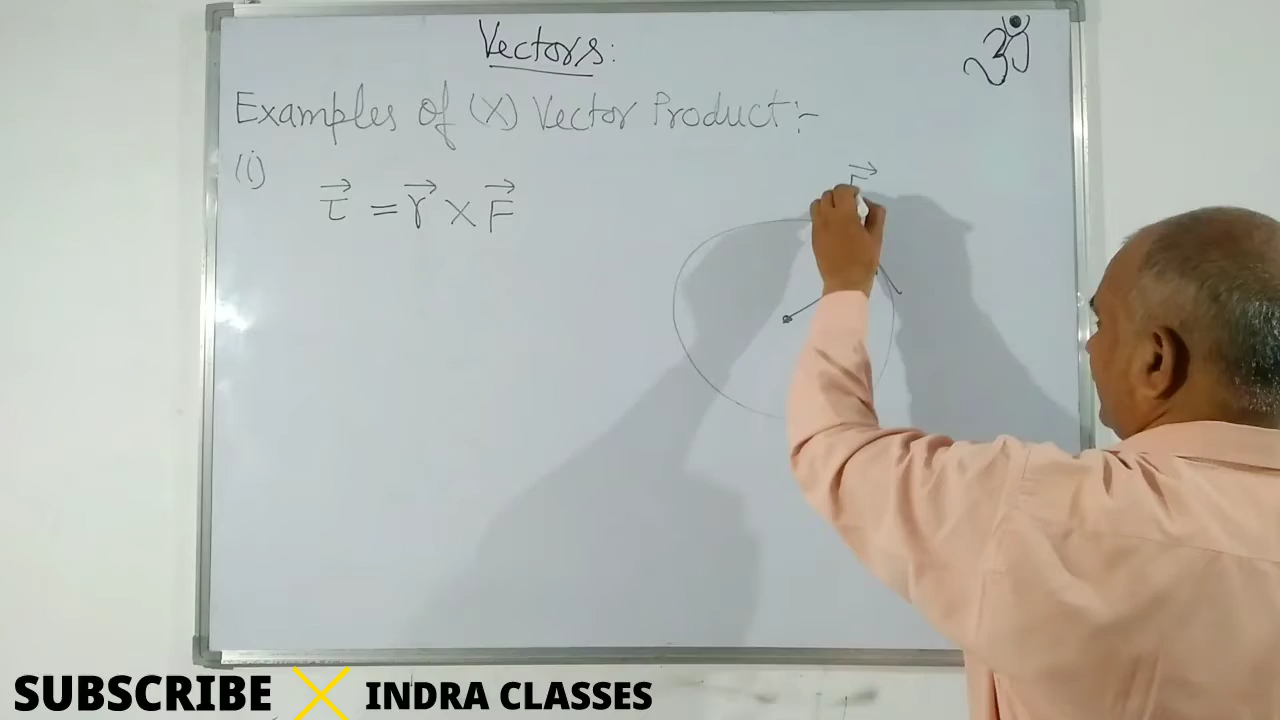 Vectors:
ॐ
Examples of (X) Vector Product:-
(i)
τ⃗ = r⃗ × F⃗
SUBSCRIBE INDRA CLASSES